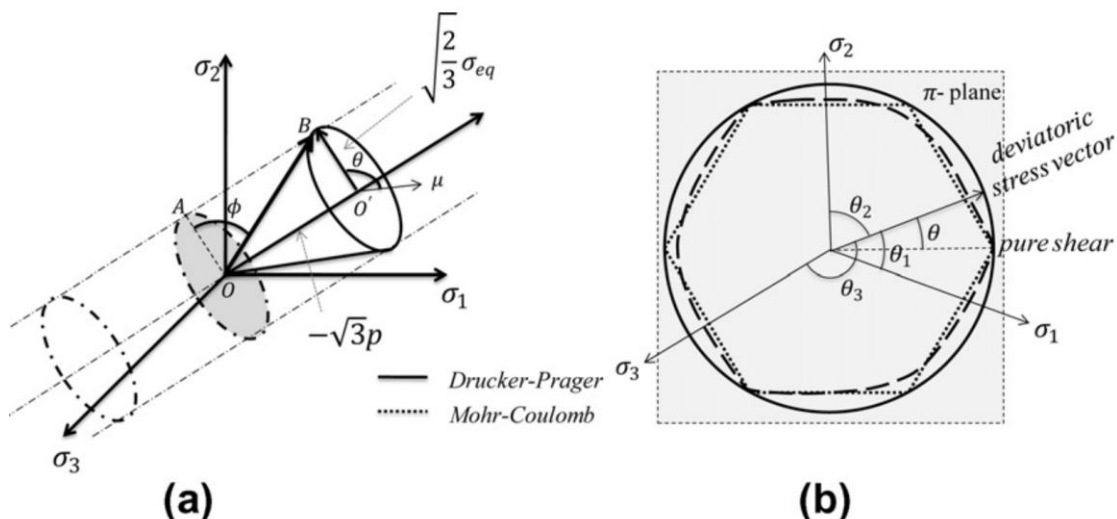 σ₂
√(2/3) σ_eq
B
θ
μ
O′
A
ϕ
O
σ₁
−√3p
σ₃
Drucker-Prager
Mohr-Coulomb
(a)
σ₂
π- plane
deviatoric
stress vector
θ₂
θ
θ₁
pure shear
θ₃
σ₁
σ₃
(b)